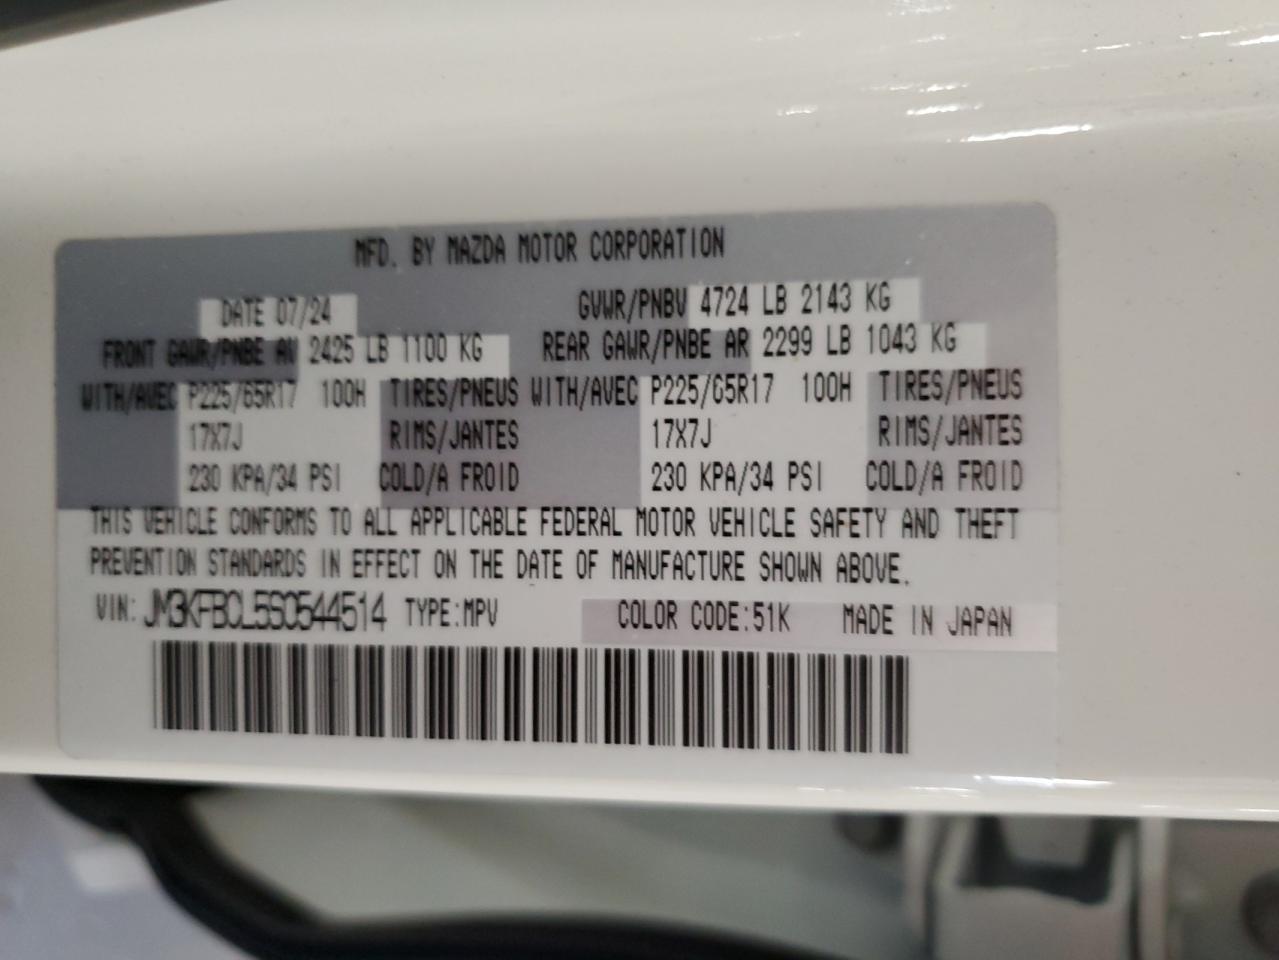 MFD. BY MAZDA MOTOR CORPORATION
DATE 07/24 GVWR/PNBV 4724 LB 2143 KG
FRONT GAWR/PNBE AV 2425 LB 1100 KG REAR GAWR/PNBE AR 2299 LB 1043 KG
WITH/AVEC P225/65R17 100H TIRES/PNEUS WITH/AVEC P225/65R17 100H TIRES/PNEUS
17X7J RIMS/JANTES 17X7J RIMS/JANTES
230 KPA/34 PSI COLD/A FROID 230 KPA/34 PSI COLD/A FROID
THIS VEHICLE CONFORMS TO ALL APPLICABLE FEDERAL MOTOR VEHICLE SAFETY AND THEFT
PREVENTION STANDARDS IN EFFECT ON THE DATE OF MANUFACTURE SHOWN ABOVE.
VIN: JM3KFBCL5S0544514 TYPE:MPV COLOR CODE:51K MADE IN JAPAN